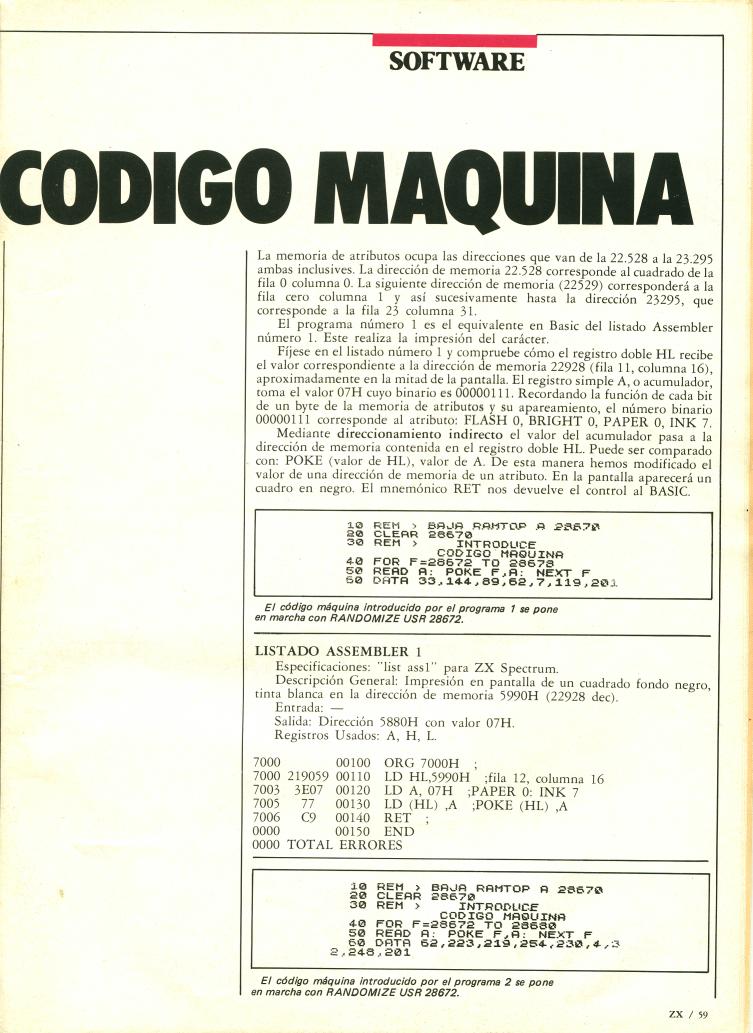 SOFTWARE
CODIGO MAQUINA
La memoria de atributos ocupa las direcciones que van de la 22.528 a la 23.295
ambas inclusives. La dirección de memoria 22.528 corresponde al cuadrado de la
fila 0 columna 0. La siguiente dirección de memoria (22529) corresponderá a la
fila cero columna 1 y así sucesivamente hasta la dirección 23295, que
corresponde a la fila 23 columna 31.
El programa número 1 es el equivalente en Basic del listado Assembler
número 1. Este realiza la impresión del carácter.
Fíjese en el listado número 1 y compruebe cómo el registro doble HL recibe
el valor correspondiente a la dirección de memoria 22928 (fila 11, columna 16),
aproximadamente en la mitad de la pantalla. El registro simple A, o acumulador,
toma el valor 07H cuyo binario es 00000111. Recordando la función de cada bit
de un byte de la memoria de atributos y su apareamiento, el número binario
00000111 corresponde al atributo: FLASH 0, BRIGHT 0, PAPER 0, INK 7.
Mediante direccionamiento indirecto el valor del acumulador pasa a la
dirección de memoria contenida en el registro doble HL. Puede ser comparado
con: POKE (valor de HL), valor de A. De esta manera hemos modificado el
valor de una dirección de memoria de un atributo. En la pantalla aparecerá un
cuadro en negro. El mnemónico RET nos devuelve el control al BASIC.
10 REM > BAJA RAMTOP A 28670
20 CLEAR 28670
30 REM > INTRODUCE
CODIGO MAQUINA
40 FOR F=28672 TO 28678
50 READ A: POKE F,A: NEXT F
60 DATA 33,144,89,62,7,119,201
El código máquina introducido por el programa 1 se pone
en marcha con RANDOMIZE USR 28672.
LISTADO ASSEMBLER 1
Especificaciones: "list ass1" para ZX Spectrum.
Descripción General: Impresión en pantalla de un cuadrado fondo negro,
tinta blanca en la dirección de memoria 5990H (22928 dec).
Entrada: —
Salida: Dirección 5880H con valor 07H.
Registros Usados: A, H, L.
7000 00100 ORG 7000H ;
7000 219059 00110 LD HL,5990H ;fila 12, columna 16
7003 3E07 00120 LD A, 07H ;PAPER 0: INK 7
7005 77 00130 LD (HL) ,A ;POKE (HL) ,A
7006 C9 00140 RET ;
0000 00150 END
0000 TOTAL ERRORES
10 REM > BAJA RAMTOP A 28670
20 CLEAR 28670
30 REM > INTRODUCE
CODIGO MAQUINA
40 FOR F=28672 TO 28680
50 READ A: POKE F,A: NEXT F
60 DATA 62,223,219,254,230,4,3
2,248,201
El código máquina introducido por el programa 2 se pone
en marcha con RANDOMIZE USR 28672.
ZX / 59